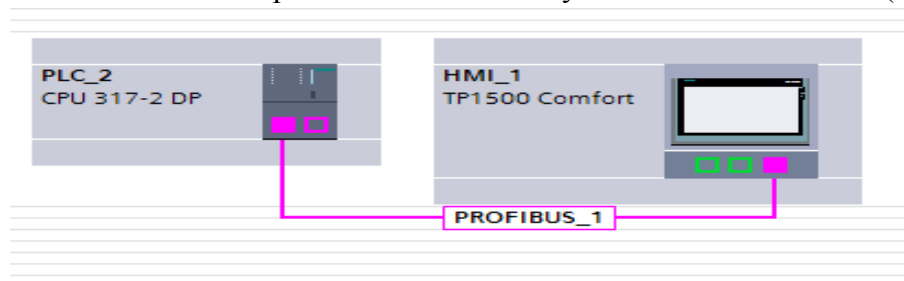 PLC_2
CPU 317-2 DP
HMI_1
TP1500 Comfort
PROFIBUS_1